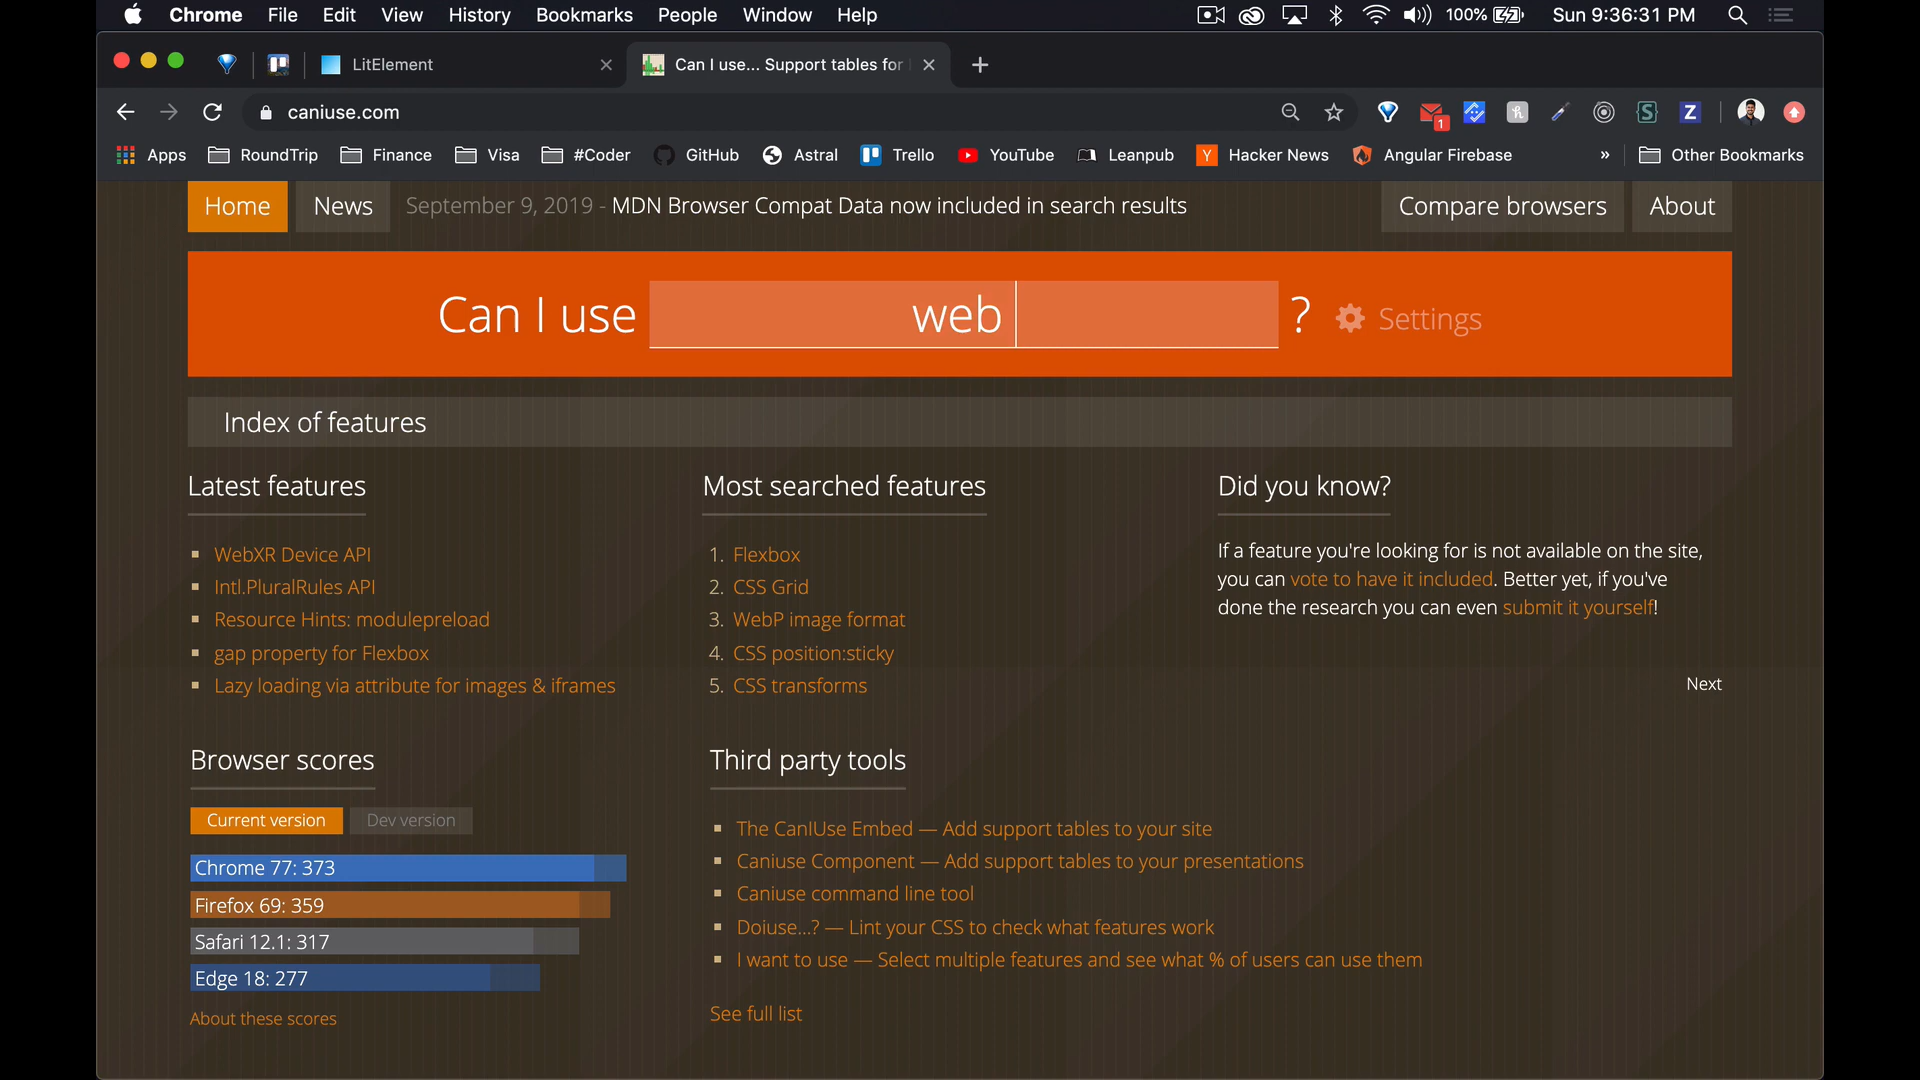 Chrome File Edit View History Bookmarks People Window Help 100% Sun 9:36:31 PM
LitElement Can I use... Support tables for
caniuse.com 1 Z
Apps RoundTrip Finance Visa #Coder GitHub Astral Trello YouTube Leanpub Y Hacker News Angular Firebase » Other Bookmarks
Home News September 9, 2019 - MDN Browser Compat Data now included in search results Compare browsers About
Can I use web ? Settings
Index of features
Latest features
WebXR Device API
Intl.PluralRules API
Resource Hints: modulepreload
gap property for Flexbox
Lazy loading via attribute for images & iframes
Most searched features
1. Flexbox
2. CSS Grid
3. WebP image format
4. CSS position:sticky
5. CSS transforms
Did you know?
If a feature you're looking for is not available on the site,
you can vote to have it included. Better yet, if you've
done the research you can even submit it yourself!
Next
Browser scores
Current version Dev version
Chrome 77: 373
Firefox 69: 359
Safari 12.1: 317
Edge 18: 277
About these scores
Third party tools
The CanIUse Embed — Add support tables to your site
Caniuse Component — Add support tables to your presentations
Caniuse command line tool
Doiuse...? — Lint your CSS to check what features work
I want to use — Select multiple features and see what % of users can use them
See full list